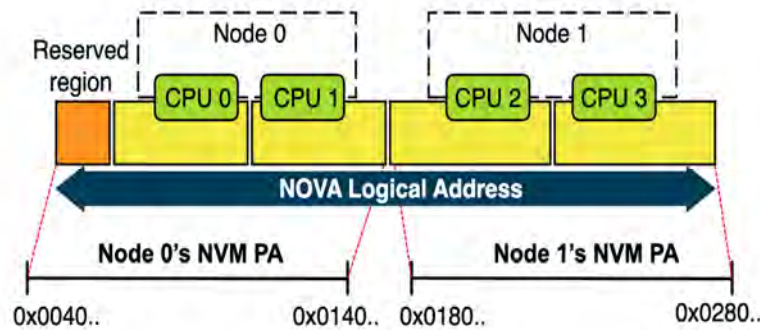 Node 0
Node 1
Reserved
region
CPU 0
CPU 1
CPU 2
CPU 3
NOVA Logical Address
Node 0's NVM PA
Node 1's NVM PA
0x0040..
0x0140..
0x0180..
0x0280..